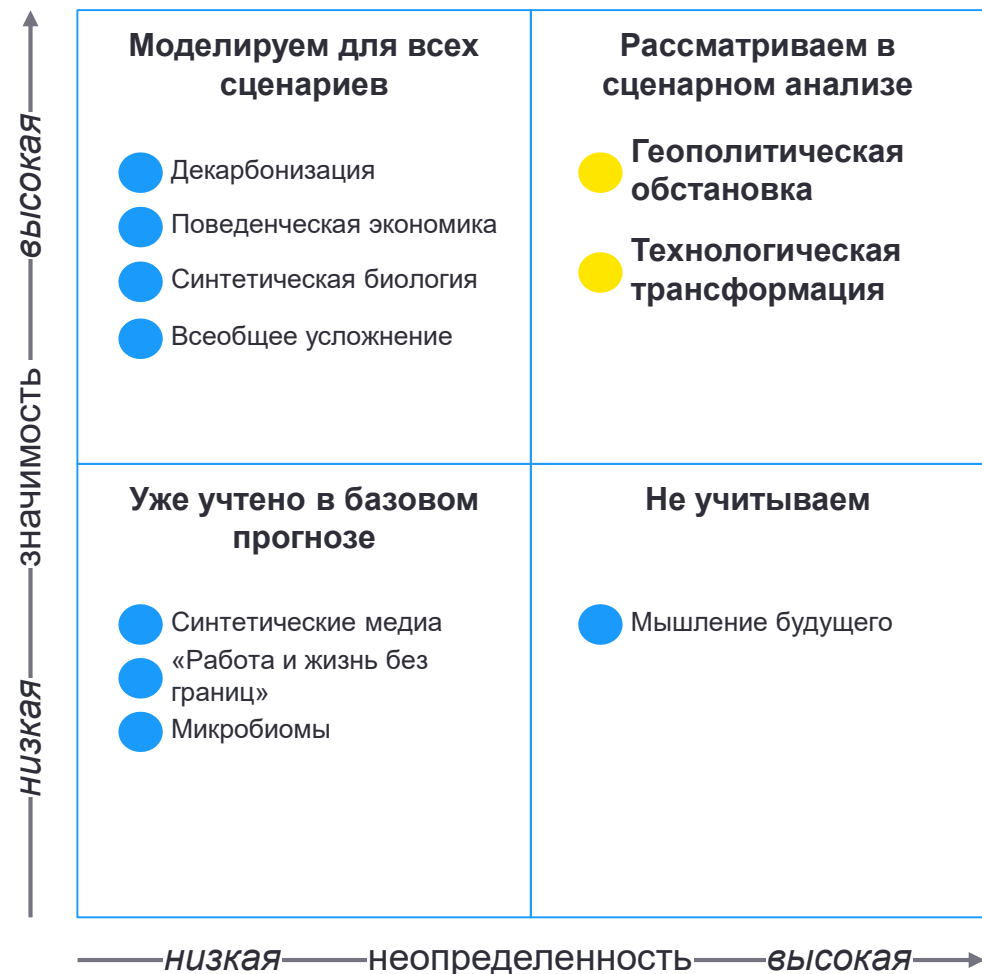 Моделируем для всех
сценариев
Декарбонизация
Поведенческая экономика
Синтетическая биология
Всеобщее усложнение
Рассматриваем в
сценарном анализе
Геополитическая
обстановка
Технологическая
трансформация
Уже учтено в базовом
прогнозе
Синтетические медиа
«Работа и жизнь без
границ»
Микробиомы
Не учитываем
Мышление будущего
низкая значимость высокая
низкая неопределенность высокая